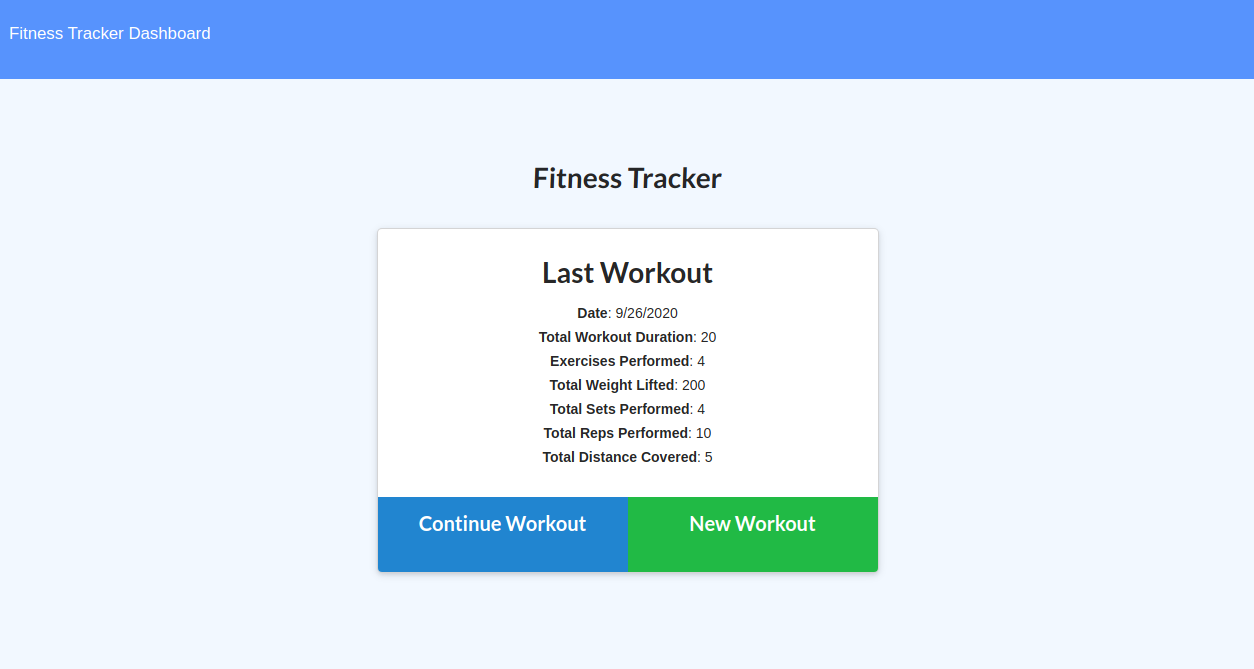 Fitness Tracker Dashboard
Fitness Tracker
Last Workout
Date: 9/26/2020
Total Workout Duration: 20
Exercises Performed: 4
Total Weight Lifted: 200
Total Sets Performed: 4
Total Reps Performed: 10
Total Distance Covered: 5
Continue Workout New Workout